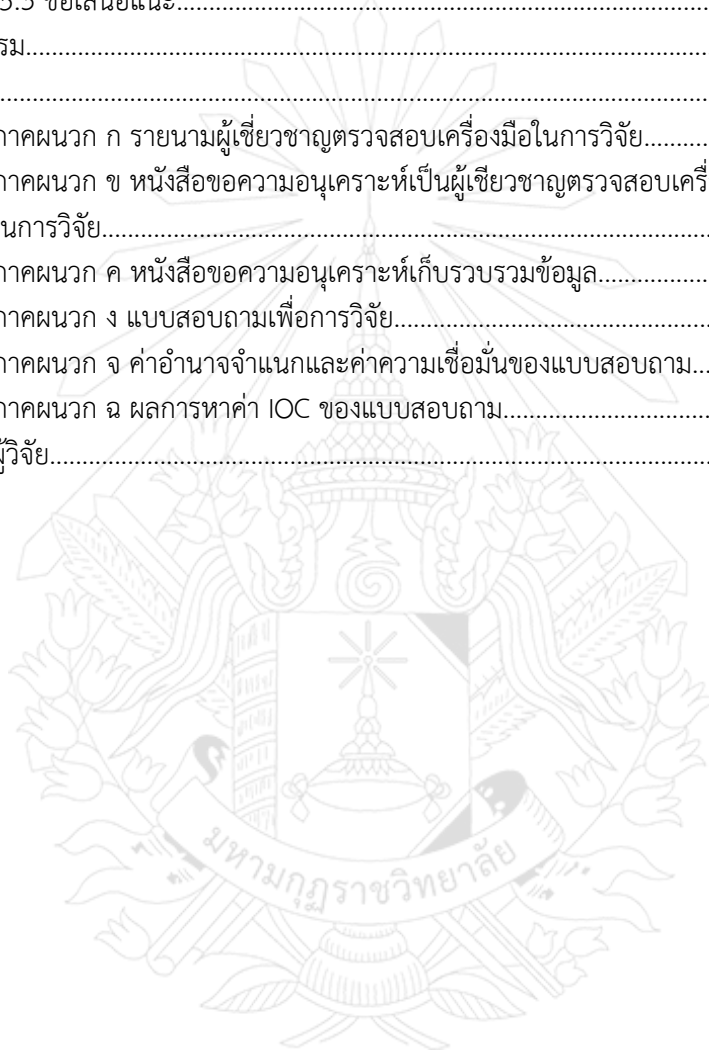 5.3 ข้อเสนอแนะ
รม
ภาคผนวก ก รายนามผู้เชี่ยวชาญตรวจสอบเครื่องมือในการวิจัย
ภาคผนวก ข หนังสือขอความอนุเคราะห์เป็นผู้เชียวชาญตรวจสอบเครื่
นการวิจัย
ภาคผนวก ค หนังสือขอความอนุเคราะห์เก็บรวบรวมข้อมูล
ภาคผนวก ง แบบสอบถามเพื่อการวิจัย
ภาคผนวก จ ค่าอำนาจจำแนกและค่าความเชื่อมั่นของแบบสอบถาม
ภาคผนวก ฉ ผลการหาค่า IOC ของแบบสอบถาม
ผู้วิจัย
มหามกุฏราชวิทยาลัย